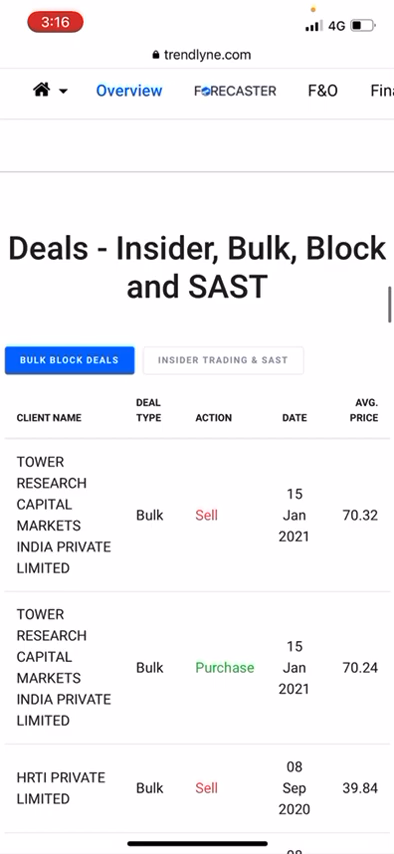 3:16
4G
trendlyne.com
Overview FORECASTER F&O Fin
Deals - Insider, Bulk, Block
and SAST
BULK BLOCK DEALS INSIDER TRADING & SAST
CLIENT NAME DEAL TYPE ACTION DATE AVG. PRICE
TOWER
RESEARCH
CAPITAL
MARKETS
INDIA PRIVATE
LIMITED
Bulk Sell 15 Jan 2021 70.32
TOWER
RESEARCH
CAPITAL
MARKETS
INDIA PRIVATE
LIMITED
Bulk Purchase 15 Jan 2021 70.24
HRTI PRIVATE
LIMITED
Bulk Sell 08 Sep 2020 39.84